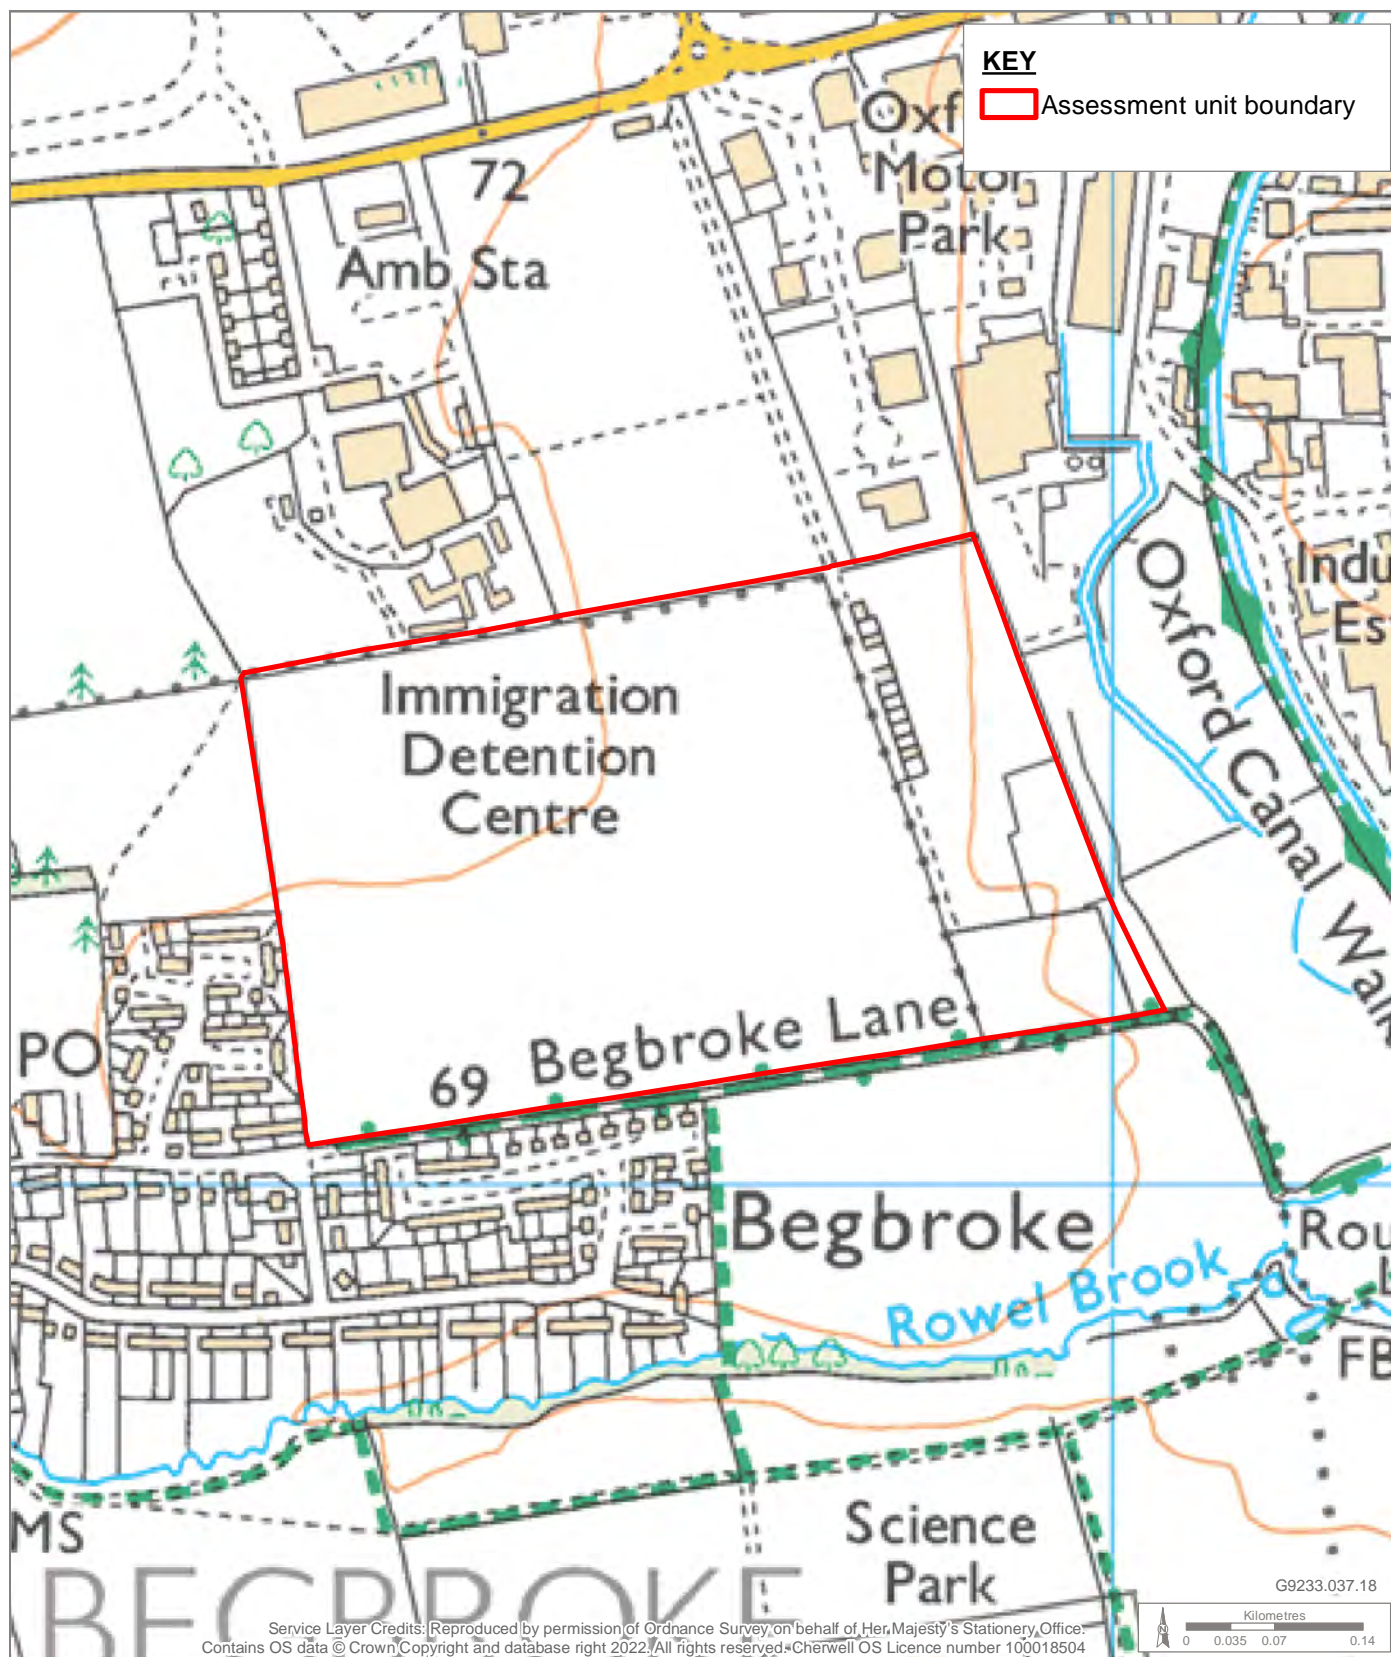 KEY
Assessment unit boundary
Oxf
Motor
Park
72
Amb Sta
Oxford Canal Walk
Indu
Es
Immigration
Detention
Centre
PO
69
Begbroke Lane
Begbroke
Rowel Brook
Rou
L
FB
MS
Science
Park
BEGBROKE
G9233.037.18
Kilometres
N
0 0.035 0.07 0.14
Service Layer Credits: Reproduced by permission of Ordnance Survey on behalf of Her Majesty's Stationery Office.
Contains OS data © Crown Copyright and database right 2022. All rights reserved. Cherwell OS Licence number 100018504